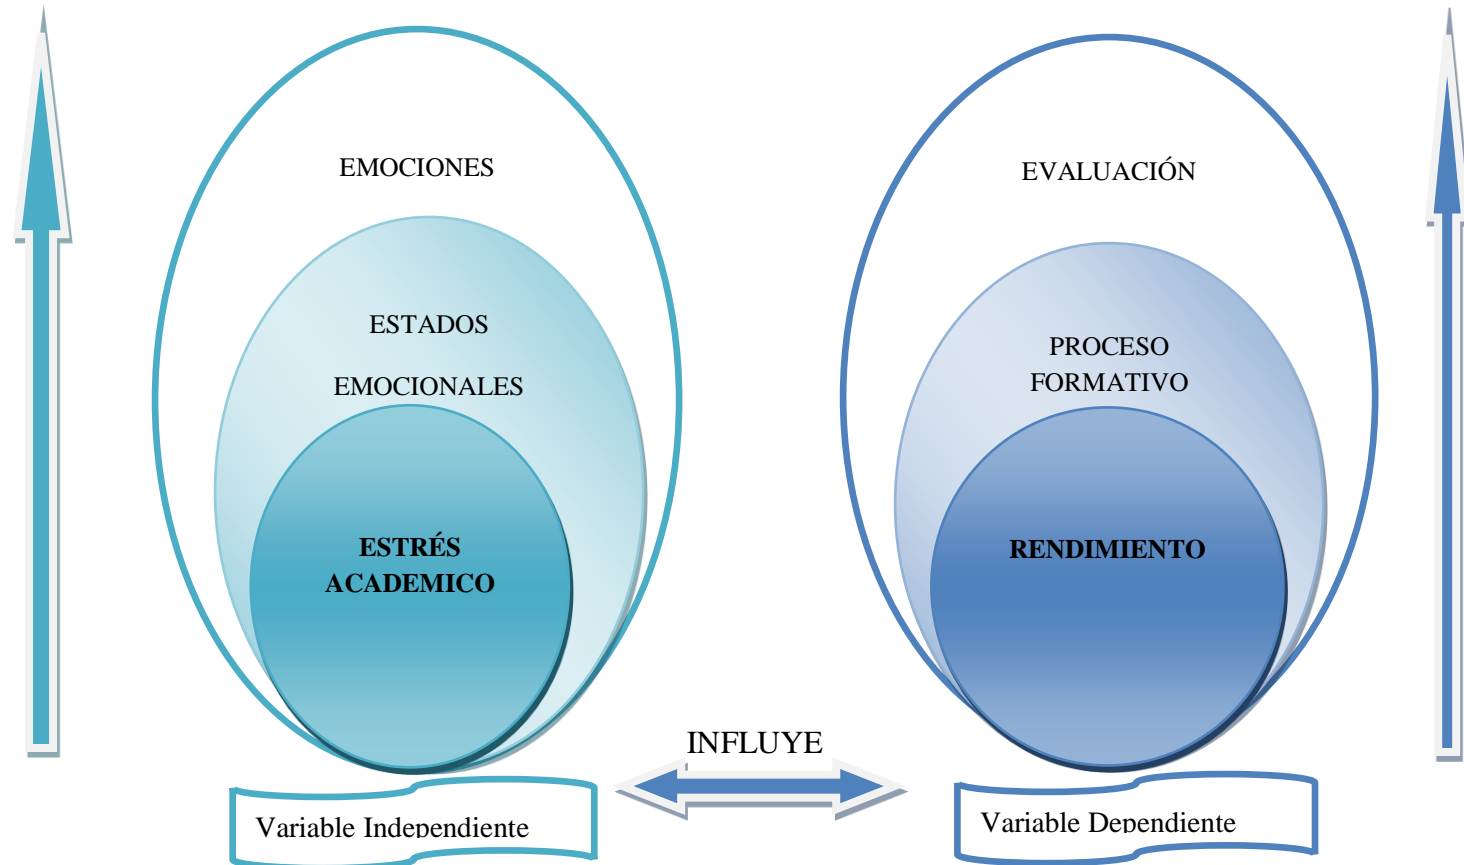 EMOCIONES
ESTADOS
EMOCIONALES
ESTRÉS
ACADEMICO
EVALUACIÓN
PROCESO
FORMATIVO
RENDIMIENTO
INFLUYE
Variable Independiente
Variable Dependiente